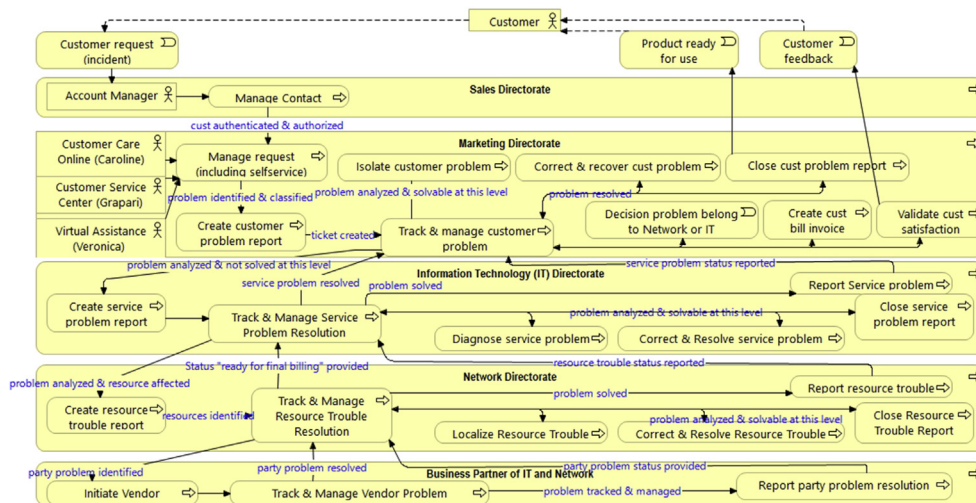 Customer
Customer request
(incident)
Product ready
for use
Customer
feedback
Sales Directorate
Account Manager
Manage Contact
cust authenticated & authorized
Marketing Directorate
Customer Care
Online (Caroline)
Customer Service
Center (Grapari)
Virtual Assistance
(Veronica)
Manage request
(including selfservice)
Isolate customer problem
Correct & recover cust problem
Close cust problem report
problem analyzed & solvable at this level
problem resolved
problem identified & classified
Create customer
problem report
ticket created
Track & manage customer
problem
Decision problem belong
to Network or IT
Create cust
bill invoice
Validate cust
satisfaction
problem analyzed & not solved at this level
service problem status reported
Information Technology (IT) Directorate
service problem resolved
problem solved
Report Service problem
Create service
problem report
Track & Manage Service
Problem Resolution
problem analyzed & solvable at this level
Close service
problem report
Diagnose service problem
Correct & Resolve service problem
Status "ready for final billing" provided
resource trouble status reported
problem analyzed & resource affected
Network Directorate
Report resource trouble
problem solved
Create resource
trouble report
resources identified
Track & Manage
Resource Trouble
Resolution
problem analyzed & solvable at this level
Close Resource
Trouble Report
Localize Resource Trouble
Correct & Resolve Resource Trouble
party problem identified
party problem resolved
party problem status provided
Business Partner of IT and Network
Initiate Vendor
Track & Manage Vendor Problem
problem tracked & managed
Report party problem resolution